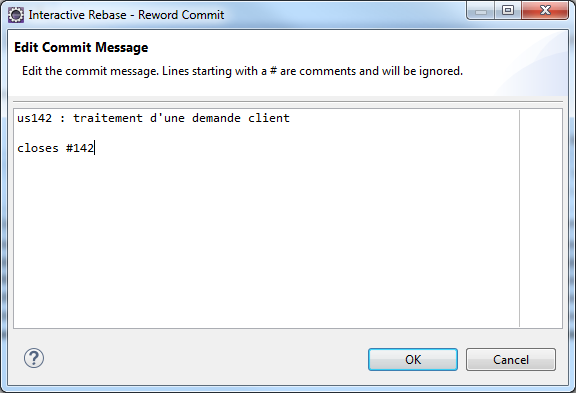 Interactive Rebase - Reword Commit
Edit Commit Message
Edit the commit message. Lines starting with a # are comments and will be ignored.
us142 : traitement d'une demande client
closes #142
?
OK
Cancel